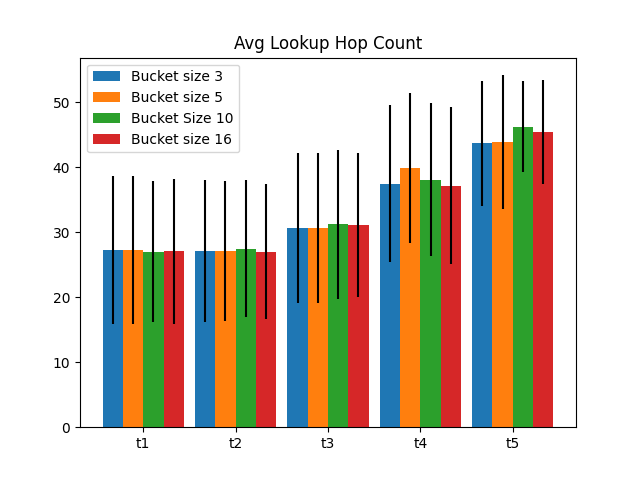 Avg Lookup Hop Count
Bucket size 3
Bucket size 5
Bucket Size 10
Bucket size 16
50
40
30
20
10
0
t1 t2 t3 t4 t5